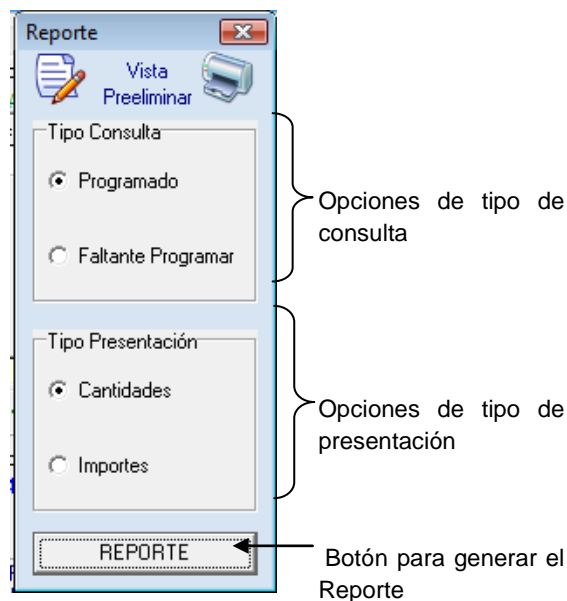 Reporte
Vista
Preeliminar
Tipo Consulta
Programado
Faltante Programar
Opciones de tipo de
consulta
Tipo Presentación
Cantidades
Importes
Opciones de tipo de
presentación
REPORTE
Botón para generar el
Reporte